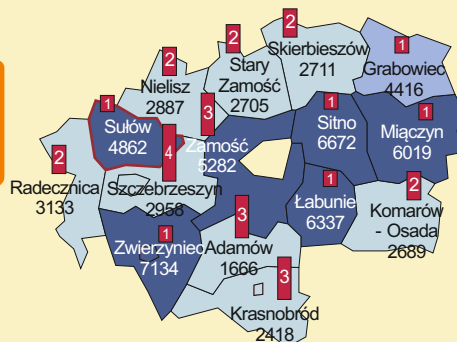 2
Skierbieszów
2711
2
Stary
Zamość
2705
1
Grabowiec
4416
2
Nielisz
2887
1
Sułów
4862
3
Zamość
5282
1
Sitno
6672
1
Miączyn
6019
2
Radecznica
3133
4
Szczebrzeszyn
2958
1
Łabunie
6337
2
Komarów
- Osada
2689
1
Zwierzyniec
7134
3
Adamów
1666
3
Krasnobród
2418